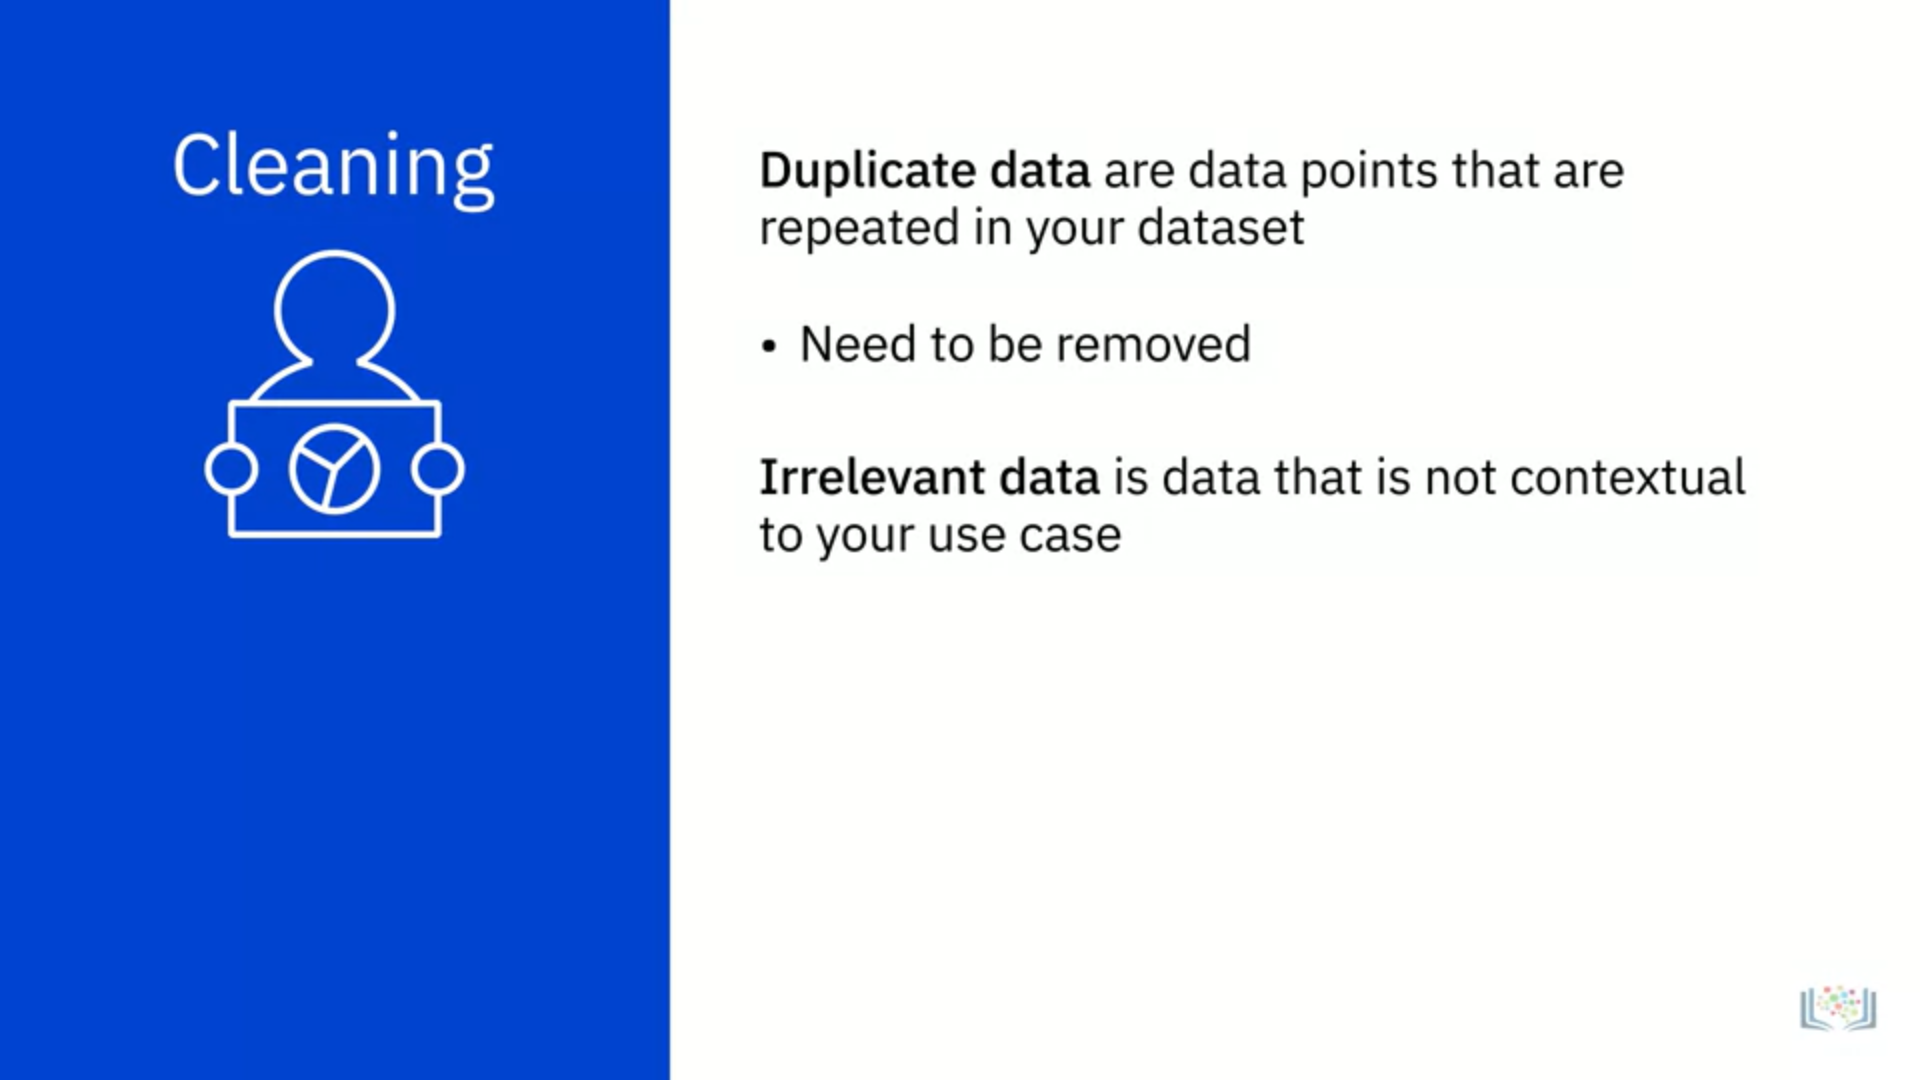 Cleaning
Duplicate data are data points that are
repeated in your dataset
• Need to be removed
Irrelevant data is data that is not contextual
to your use case